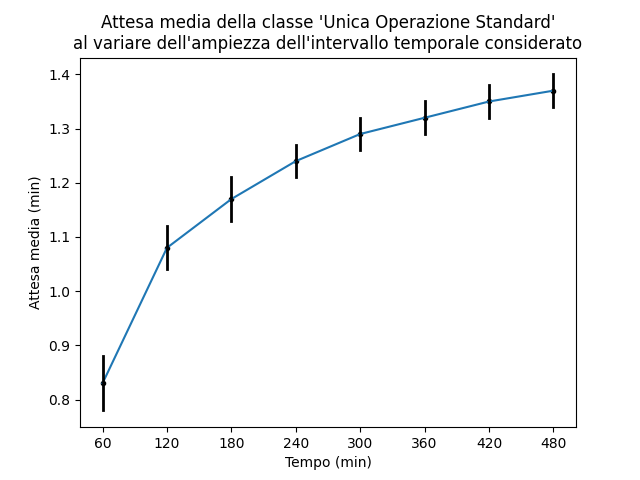 Attesa media della classe 'Unica Operazione Standard'
al variare dell'ampiezza dell'intervallo temporale considerato
1.4
1.3
1.2
1.1
1.0
0.9
0.8
Attesa media (min)
60 120 180 240 300 360 420 480
Tempo (min)